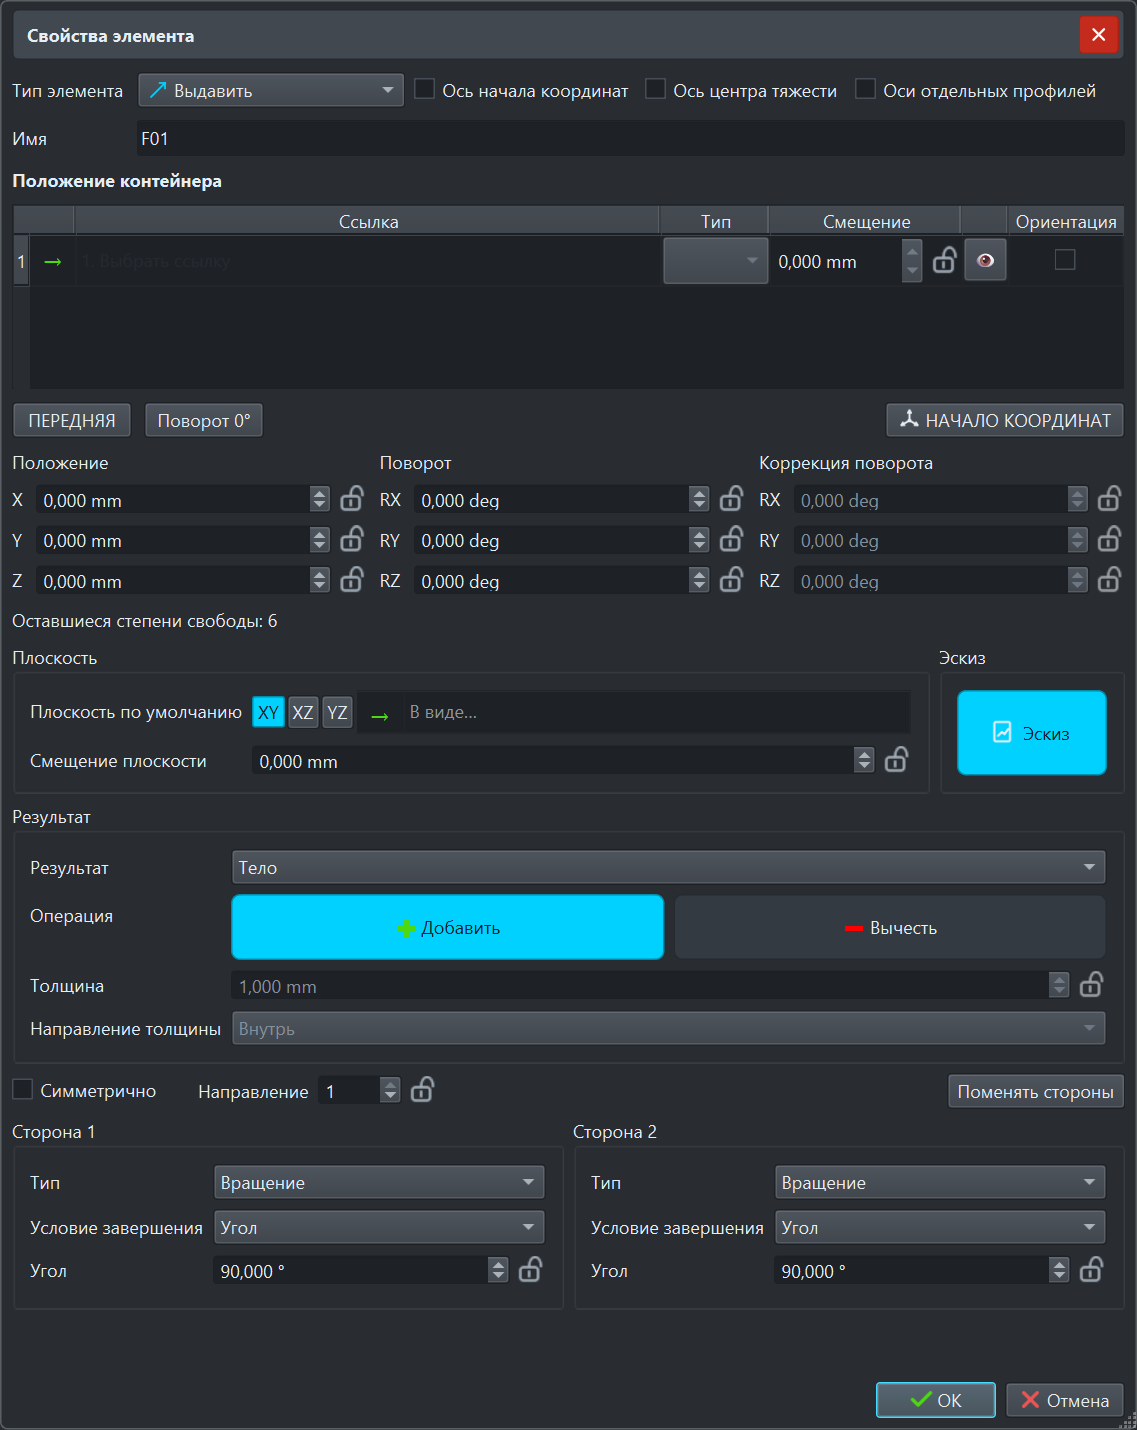 Свойства элемента
Тип элемента Выдавить Ось начала координат Ось центра тяжести Оси отдельных профилей
Имя F01
Положение контейнера
Ссылка Тип Смещение Ориентация
1 1. Выбрать ссылку 0,000 mm
ПЕРЕДНЯЯ Поворот 0° НАЧАЛО КООРДИНАТ
Положение Поворот Коррекция поворота
X 0,000 mm RX 0,000 deg RX 0,000 deg
Y 0,000 mm RY 0,000 deg RY 0,000 deg
Z 0,000 mm RZ 0,000 deg RZ 0,000 deg
Оставшиеся степени свободы: 6
Плоскость Эскиз
Плоскость по умолчанию XY XZ YZ В виде... Эскиз
Смещение плоскости 0,000 mm
Результат
Результат Тело
Операция Добавить Вычесть
Толщина 1,000 mm
Направление толщины Внутрь
Симметрично Направление 1 Поменять стороны
Сторона 1 Сторона 2
Тип Вращение Тип Вращение
Условие завершения Угол Условие завершения Угол
Угол 90,000 ° Угол 90,000 °
OK Отмена